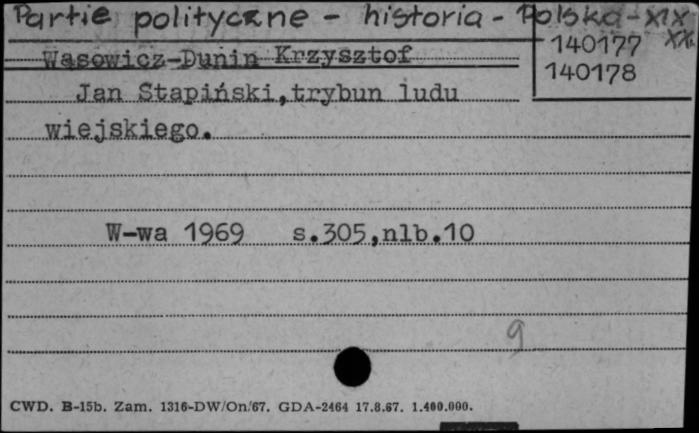 Partie polityczne - historia - Polska - XIX
XX
140177
Wąsowicz-Dunin Krzysztof
140178
Jan Stapiński,trybun ludu
wiejskiego.
W-wa 1969 s.305,nlb.10
9
CWD. B-15b. Zam. 1316-DW/On/67. GDA-2464 17.8.67. 1.400.000.